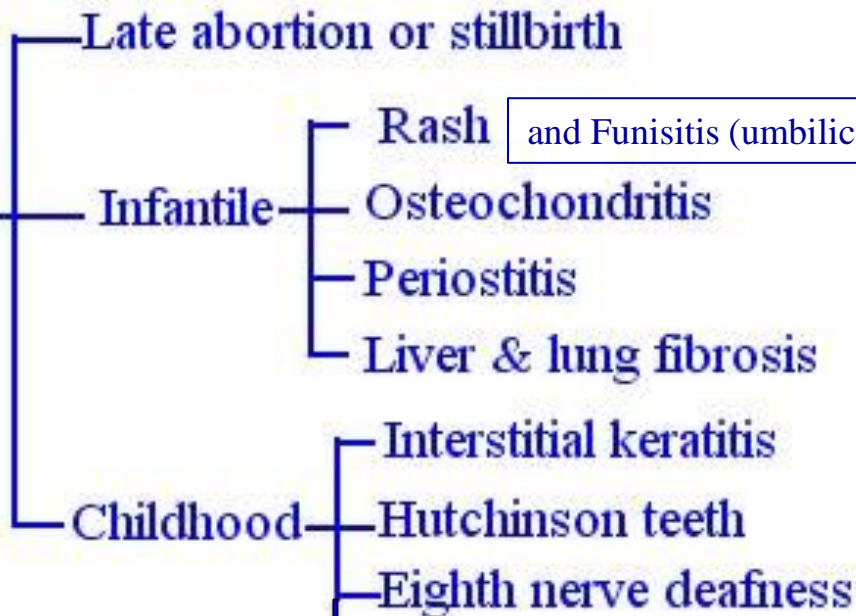 Late abortion or stillbirth
Rash and Funisitis (umbilic
Infantile
Osteochondritis
Periostitis
Liver & lung fibrosis
Interstitial keratitis
Childhood
Hutchinson teeth
Eighth nerve deafness